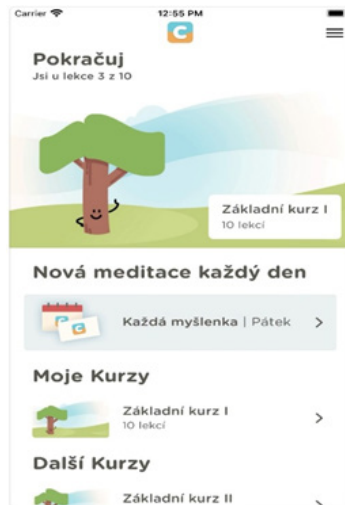 Carrier 12:55 PM
C
Pokračuj
Jsi u lekce 3 z 10
Základní kurz I
10 lekcí
Nová meditace každý den
Každá myšlenka | Pátek
Moje Kurzy
Základní kurz I
10 lekcí
Další Kurzy
Základní kurz II